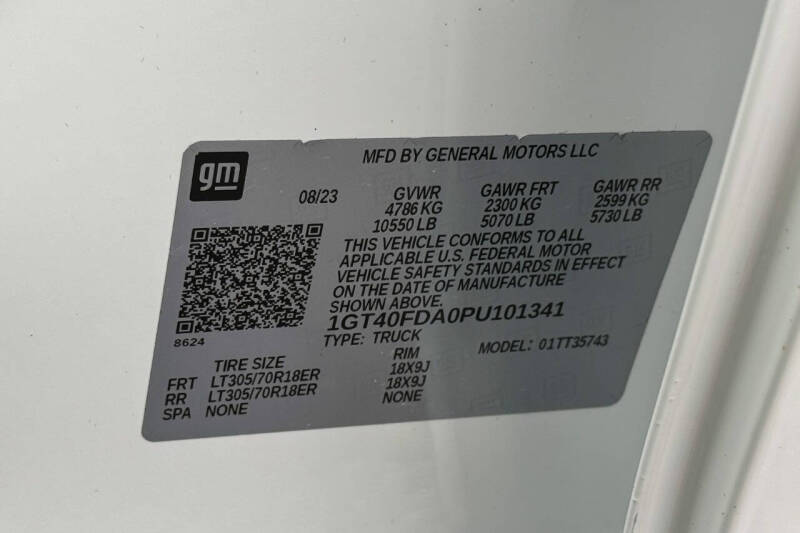 gm
MFD BY GENERAL MOTORS LLC
08/23 GVWR GAWR FRT GAWR RR
4786 KG 2300 KG 2599 KG
10550 LB 5070 LB 5730 LB
THIS VEHICLE CONFORMS TO ALL
APPLICABLE U.S. FEDERAL MOTOR
VEHICLE SAFETY STANDARDS IN EFFECT
ON THE DATE OF MANUFACTURE
SHOWN ABOVE.
8624
1GT40FDA0PU101341
TYPE: TRUCK MODEL: 01TT35743
TIRE SIZE RIM
FRT LT305/70R18ER 18X9J
RR LT305/70R18ER 18X9J
SPA NONE NONE